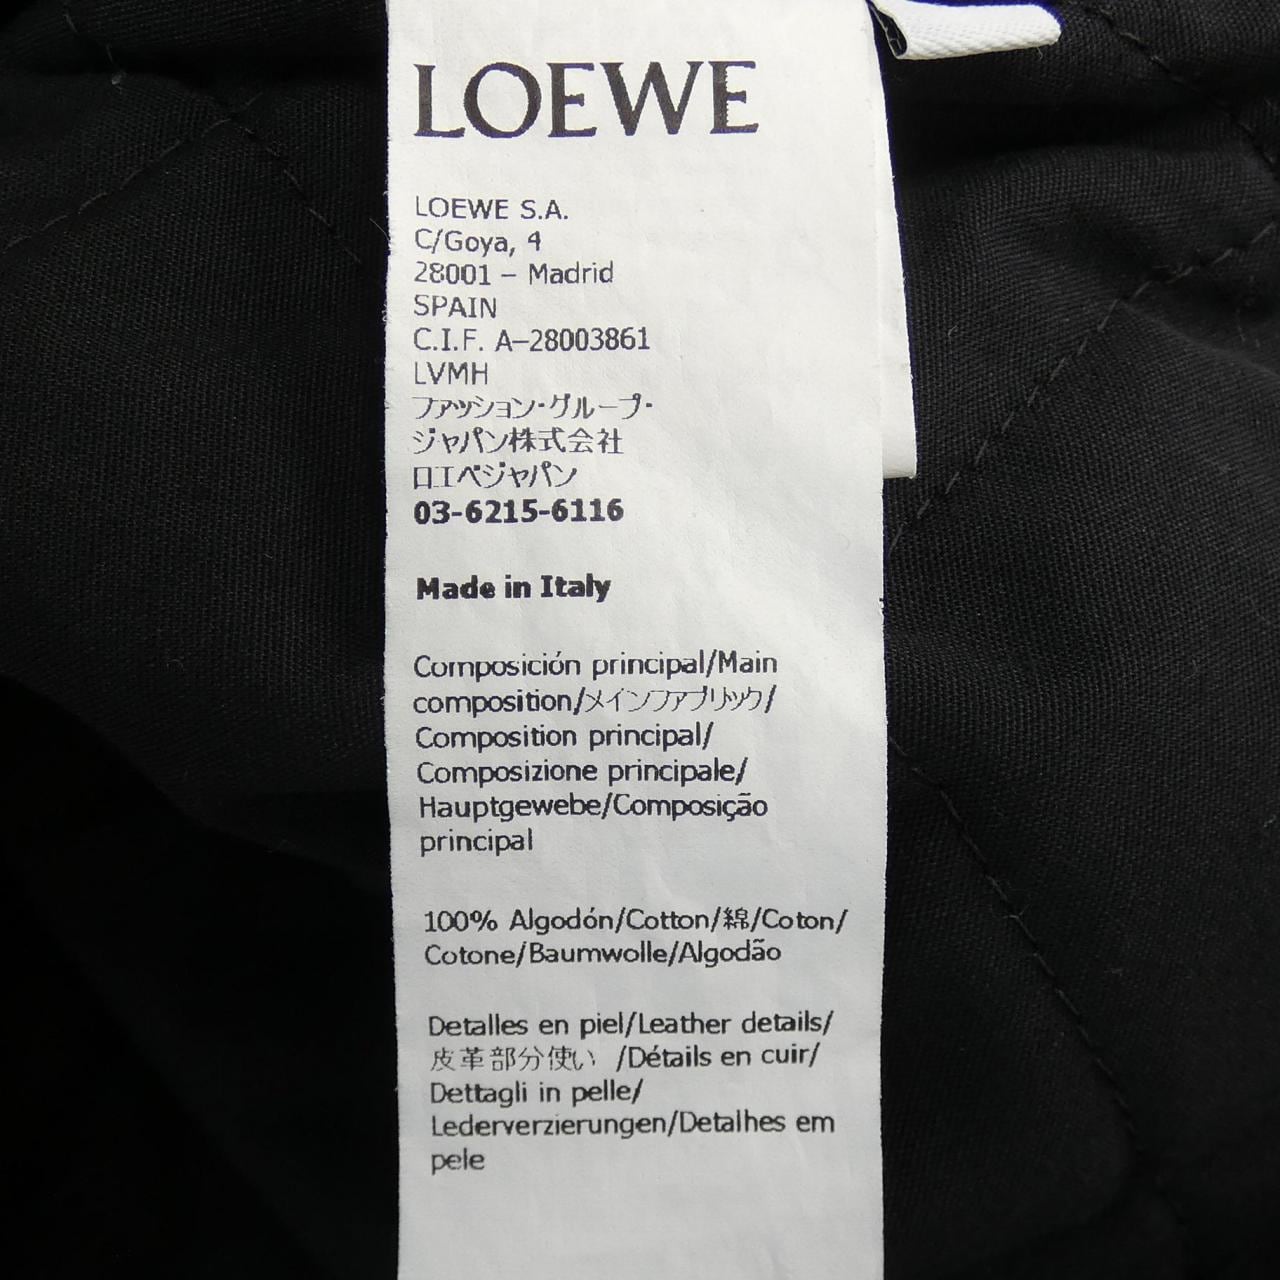 LOEWE
LOEWE S.A.
C/Goya, 4
28001 – Madrid
SPAIN
C.I.F. A–28003861
LVMH
ファッション・グループ・
ジャパン株式会社
ロエベジャパン
03-6215-6116
Made in Italy
Composición principal/Main
composition/メインファブリック/
Composition principal/
Composizione principale/
Hauptgewebe/Composição
principal
100% Algodón/Cotton/綿/Coton/
Cotone/Baumwolle/Algodão
Detalles en piel/Leather details/
皮革部分使い /Détails en cuir/
Dettagli in pelle/
Lederverzierungen/Detalhes em
pele